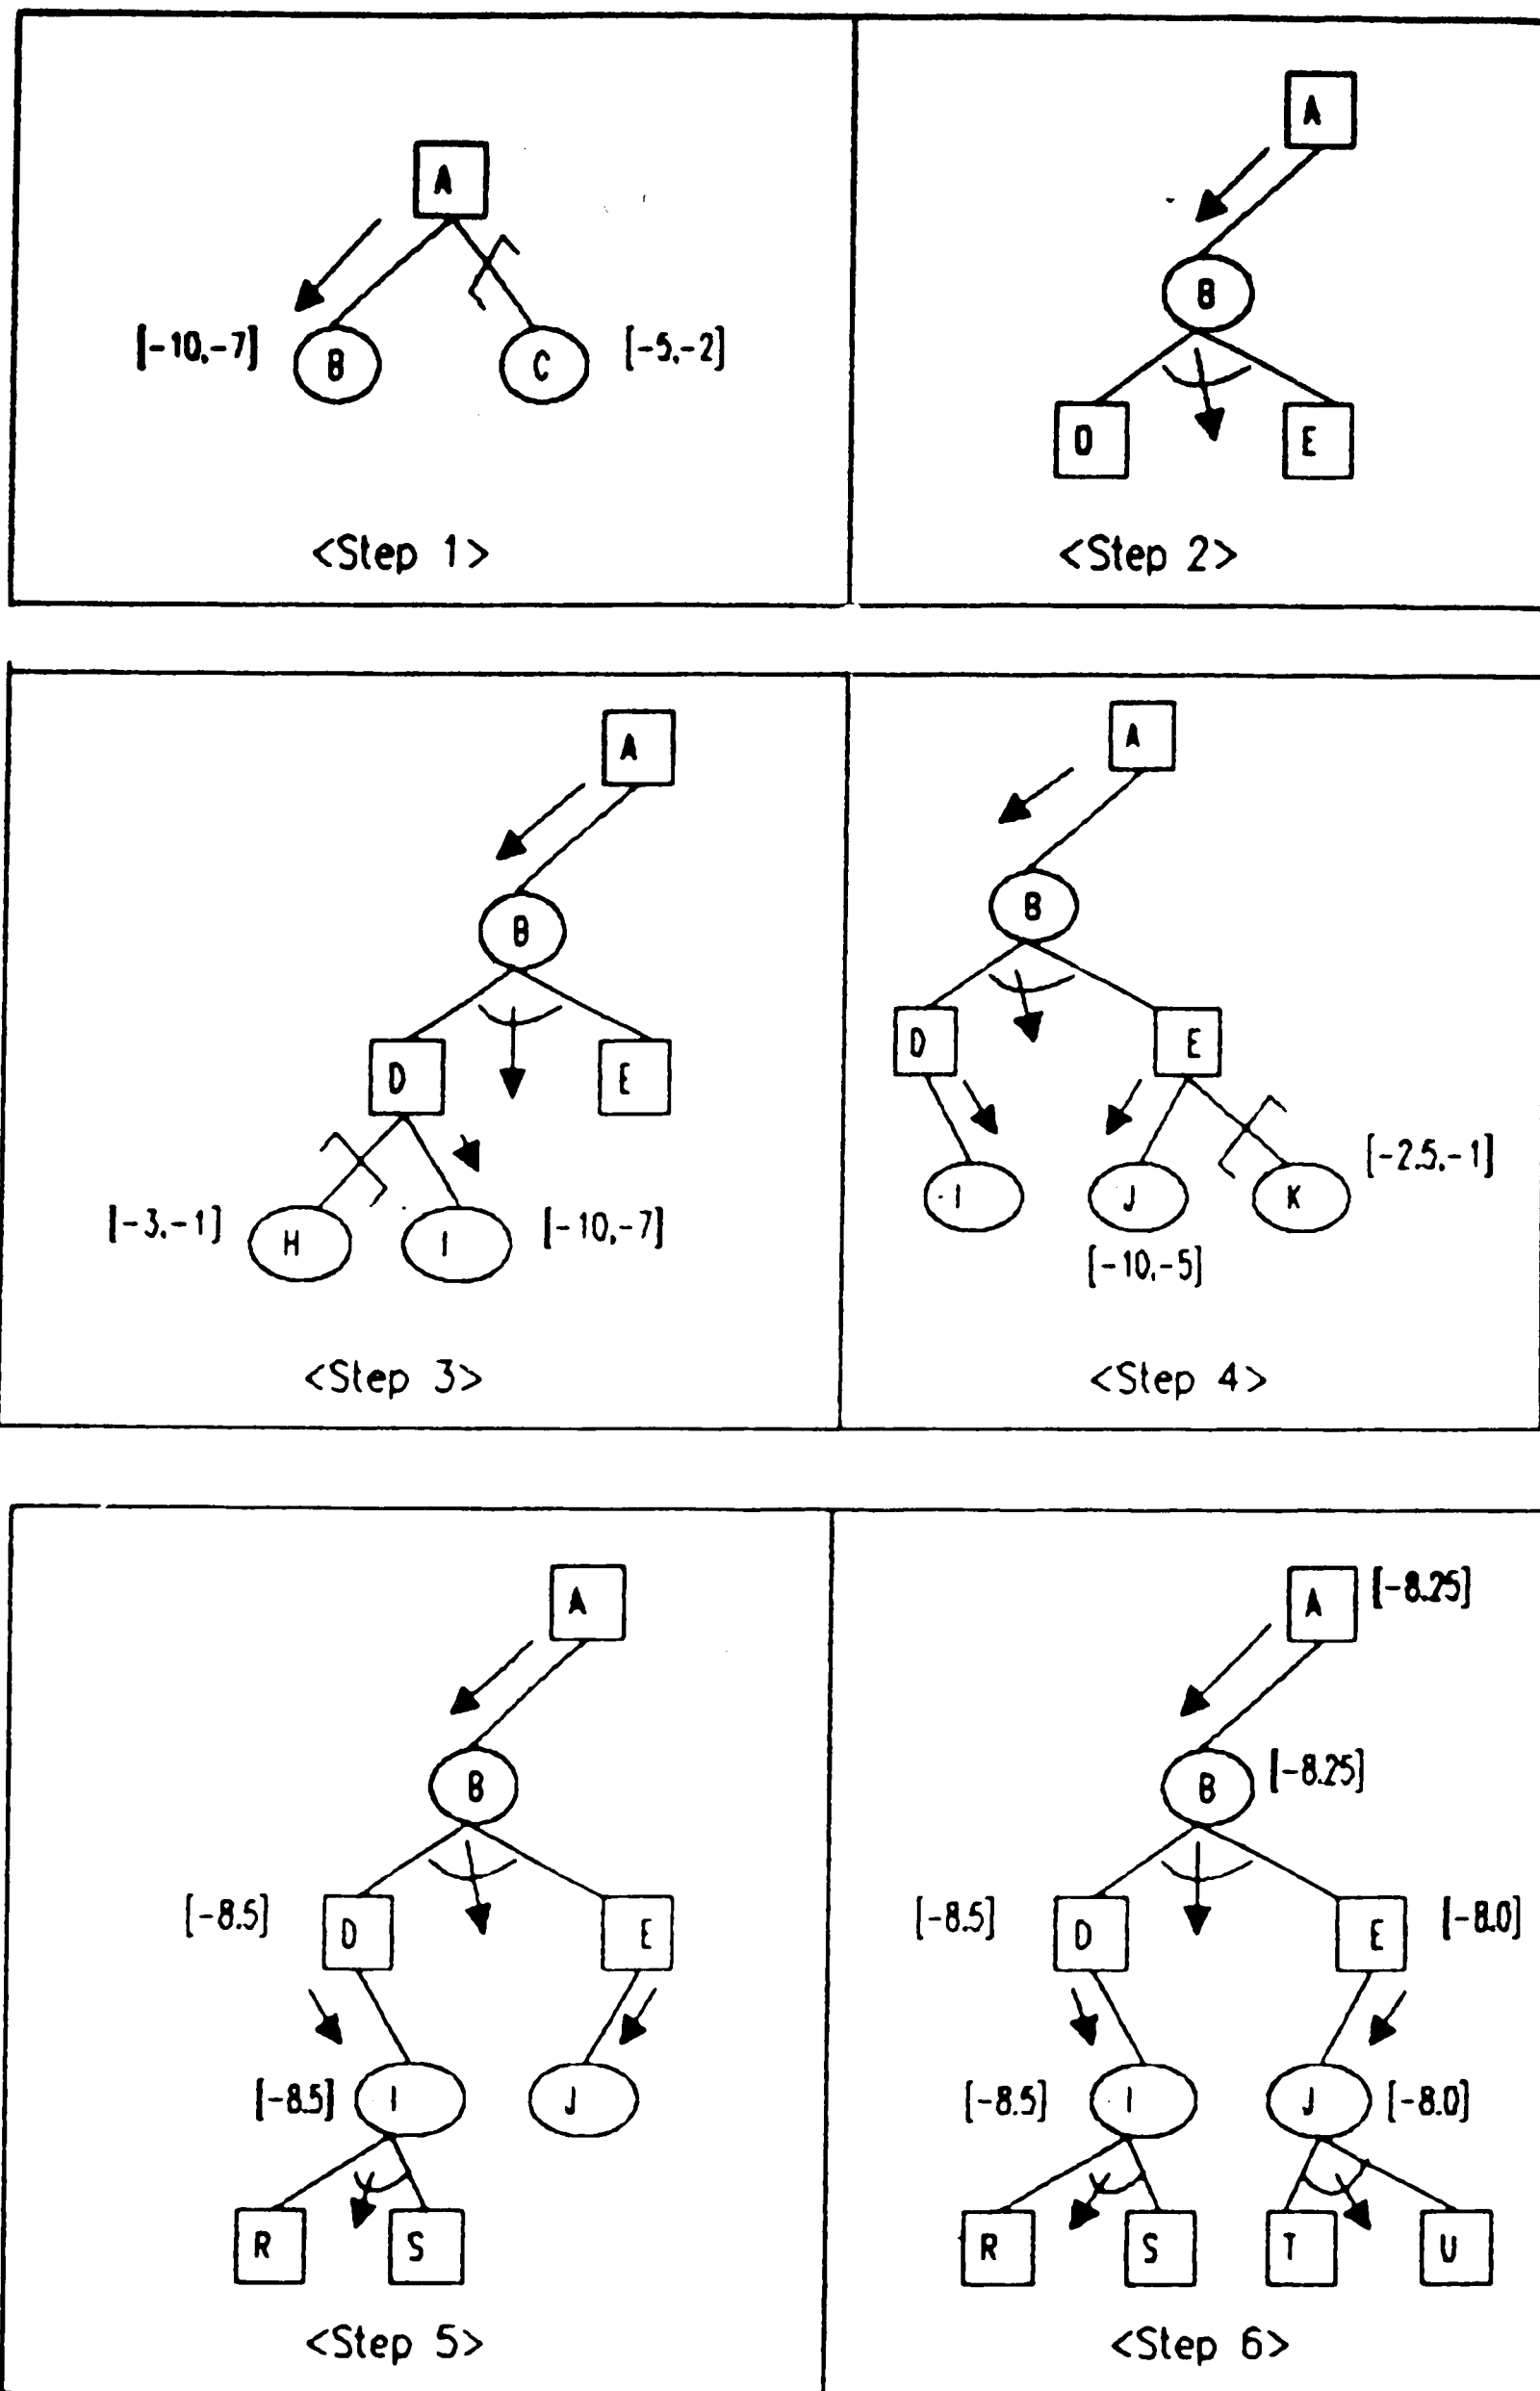 A
[-10,-7] B C [-5,-2]
<Step 1>
A
B
D E
<Step 2>
A
B
D E
[-3,-1] H I [-10,-7]
<Step 3>
A
B
D E
I J K [-2.5,-1]
[-10,-5]
<Step 4>
A
B
[-8.5] D E
[-8.5] I J
R S
<Step 5>
A [-8.25]
B [-8.25]
[-8.5] D E [-8.0]
[-8.5] I J [-8.0]
R S T U
<Step 6>